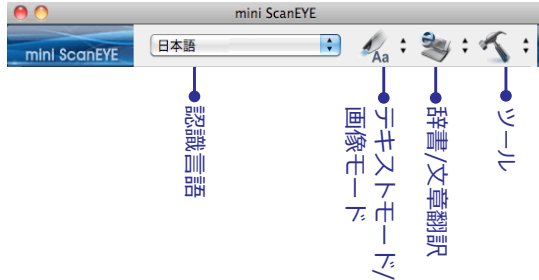 mini ScanEYE
mini ScanEYE
日本語
Aa
認識言語
テキストモード/
画像モード
辞書/文章翻訳
ツール